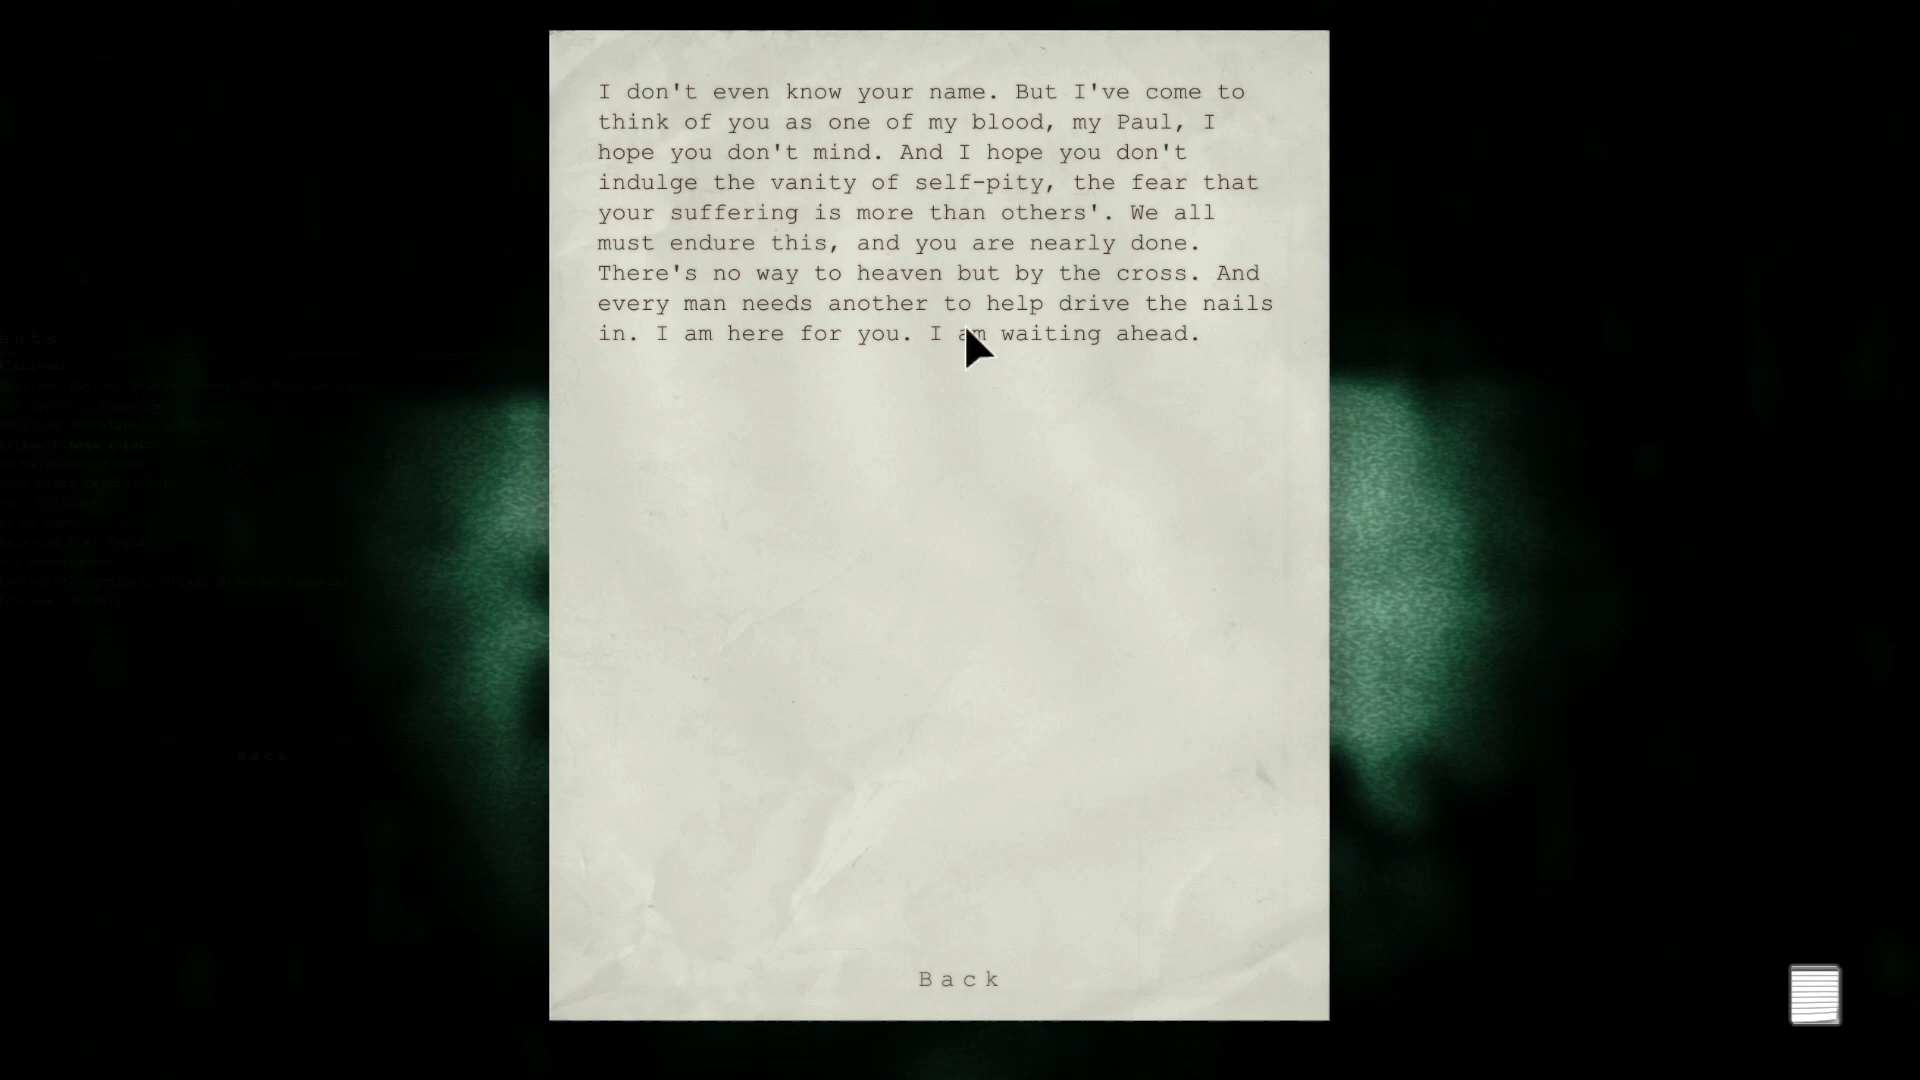 I don't even know your name. But I've come to
think of you as one of my blood, my Paul, I
hope you don't mind. And I hope you don't
indulge the vanity of self-pity, the fear that
your suffering is more than others'. We all
must endure this, and you are nearly done.
There's no way to heaven but by the cross. And
every man needs another to help drive the nails
in. I am here for you. I am waiting ahead.
Back
Back